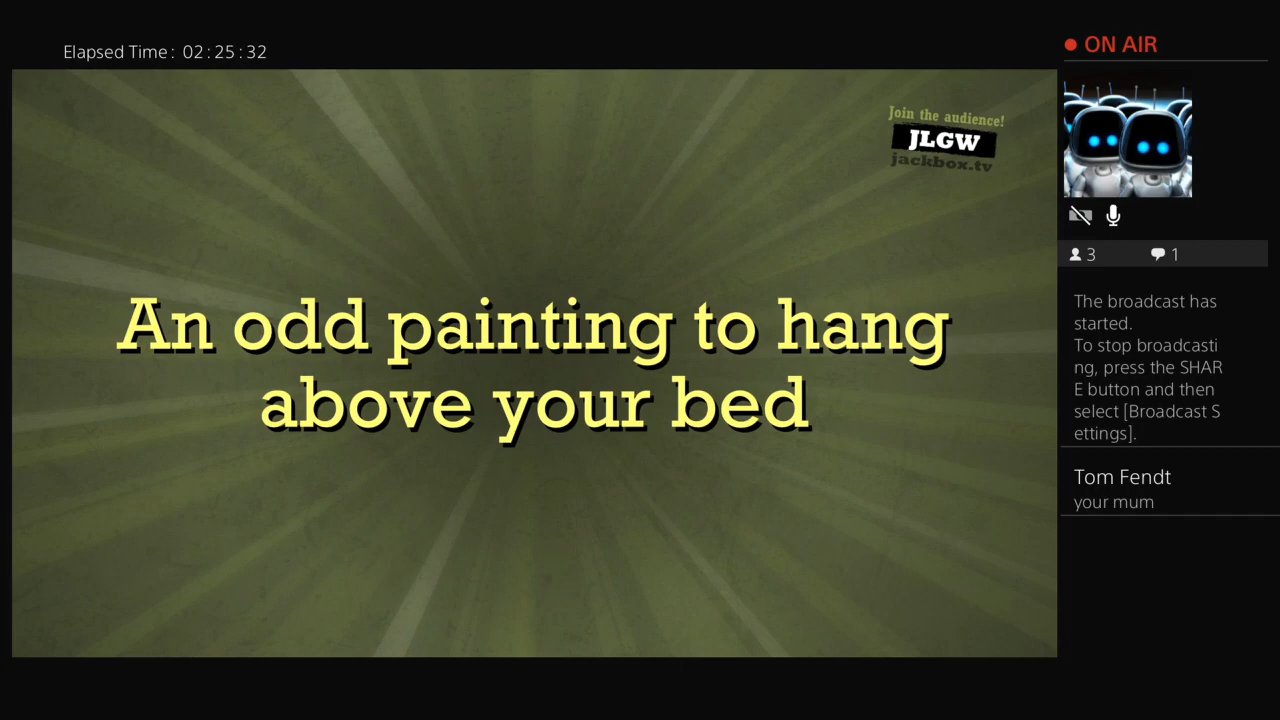 Elapsed Time: 02:25:32
ON AIR
Join the audience!
JLGW
jackbox.tv
An odd painting to hang
above your bed
3
1
The broadcast has
started.
To stop broadcasti
ng, press the SHAR
E button and then
select [Broadcast S
ettings].
Tom Fendt
your mum